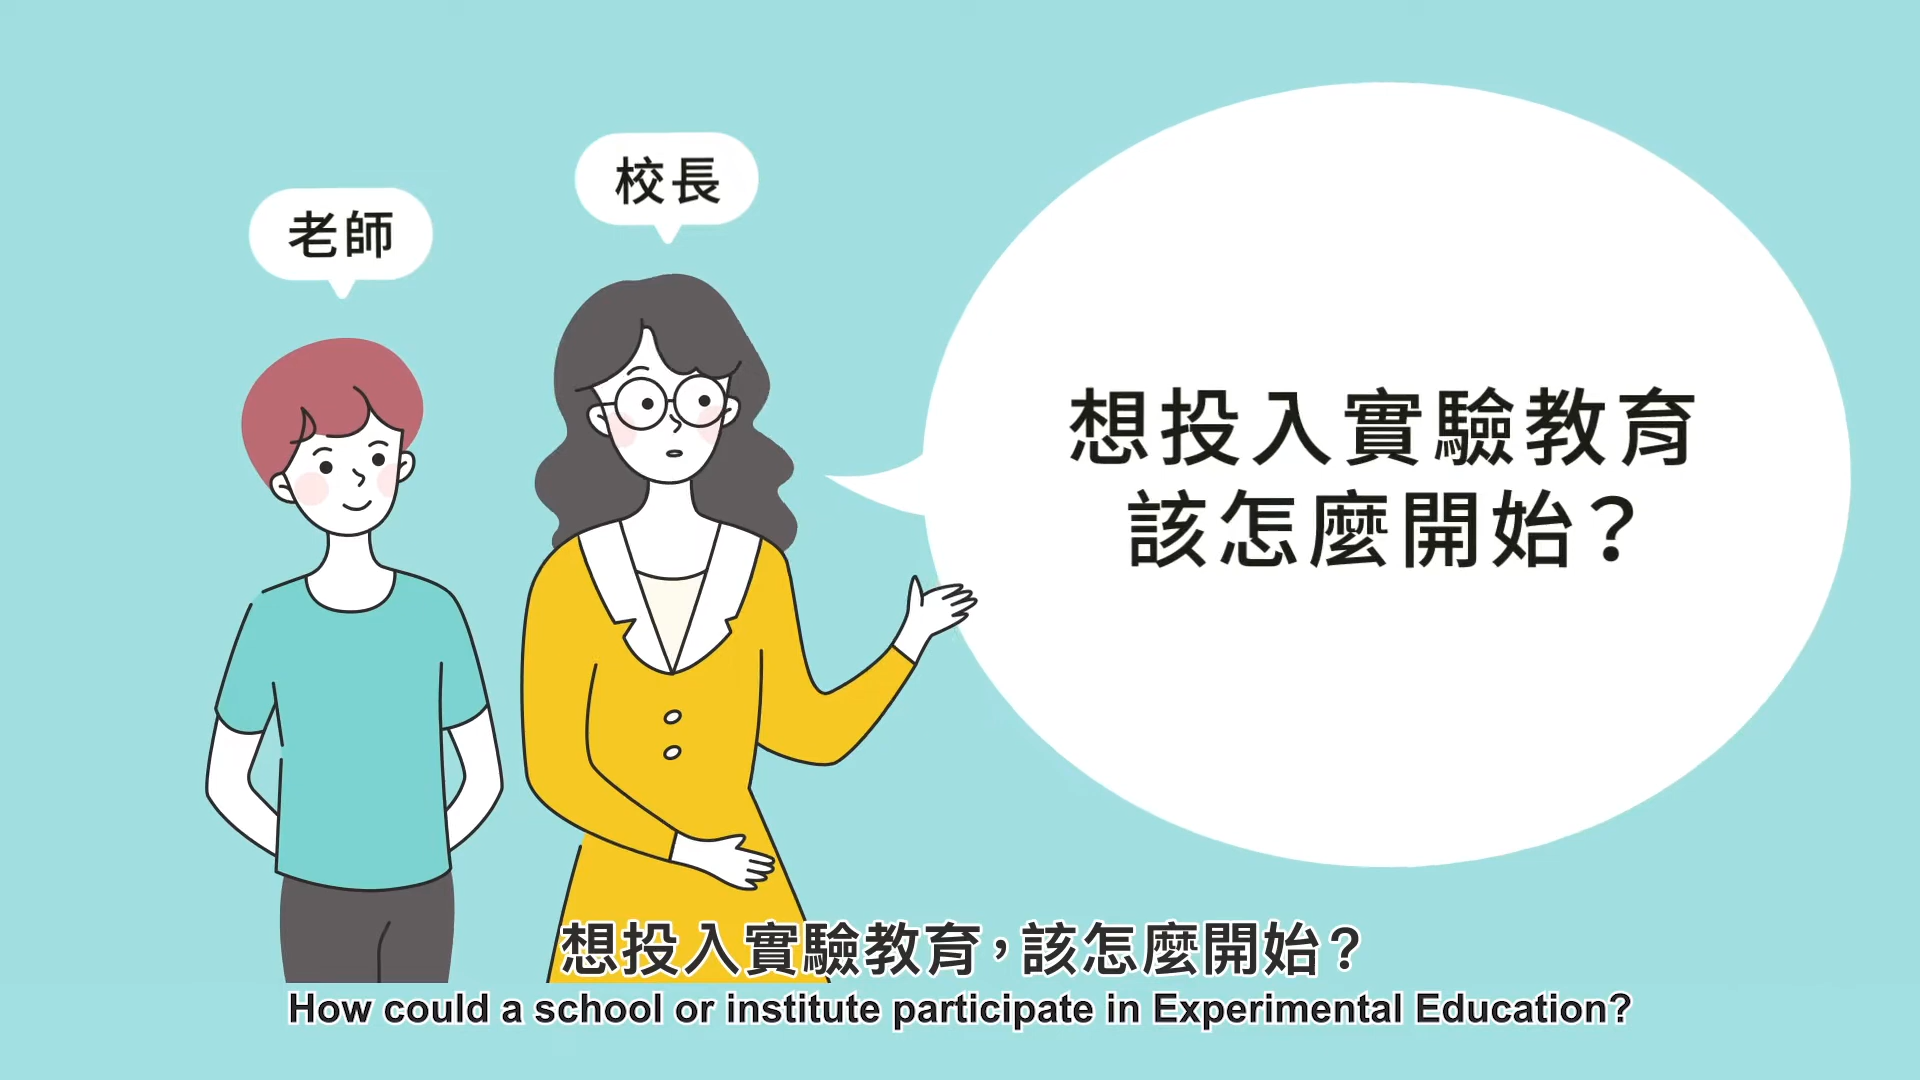 老師
校長
想投入實驗教育
該怎麼開始？
想投入實驗教育，該怎麼開始？
How could a school or institute participate in Experimental Education?